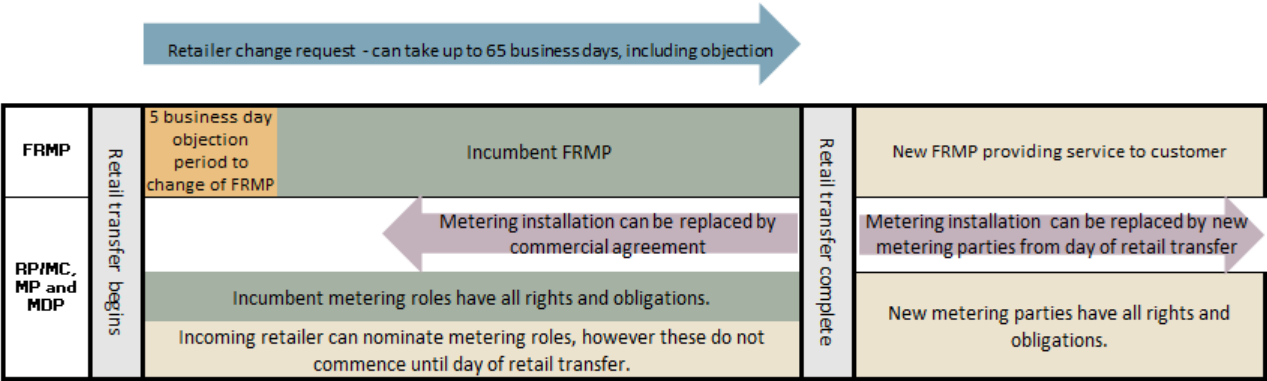 Retailer change request - can take up to 65 business days, including objection
FRMP
Retail transfer begins
5 business day
objection
period to
change of FRMP
Incumbent FRMP
Retail transfer complete
New FRMP providing service to customer
RP/MC,
MP and
MDP
Metering installation can be replaced by
commercial agreement
Metering installation can be replaced by new
metering parties from day of retail transfer
Incumbent metering roles have all rights and obligations.
Incoming retailer can nominate metering roles, however these do not
commence until day of retail transfer.
New metering parties have all rights and
obligations.